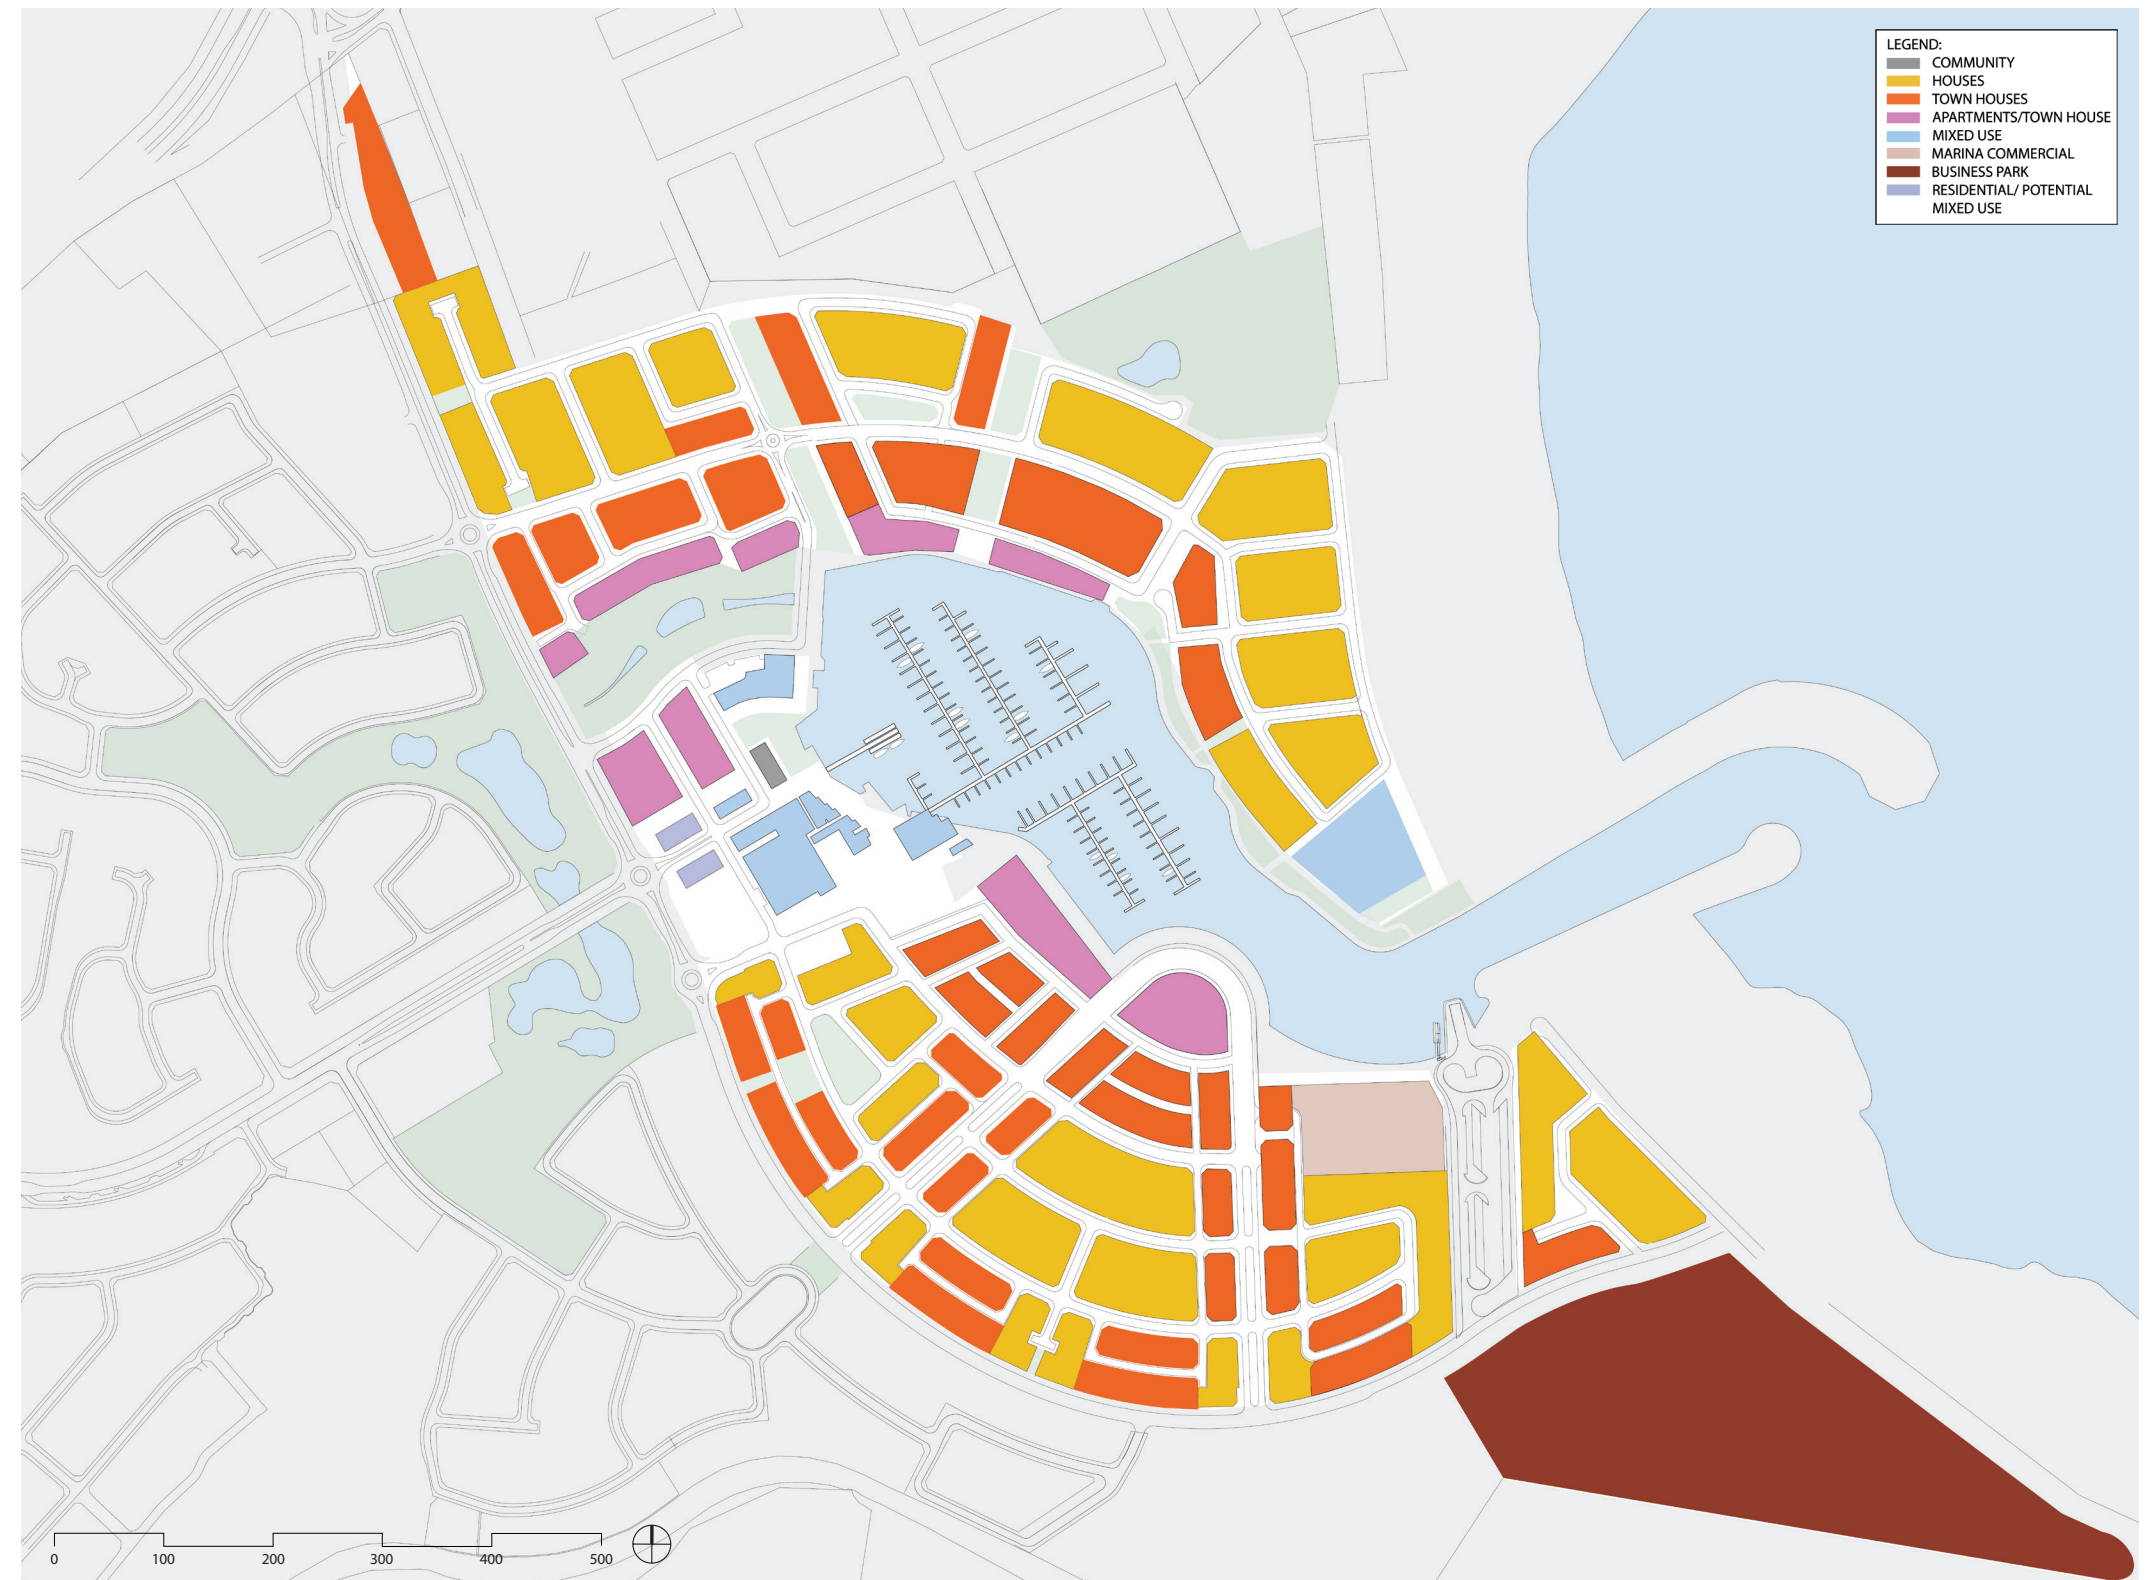 LEGEND:
COMMUNITY
HOUSES
TOWN HOUSES
APARTMENTS/TOWN HOUSE
MIXED USE
MARINA COMMERCIAL
BUSINESS PARK
RESIDENTIAL/ POTENTIAL
MIXED USE
0 100 200 300 400 500